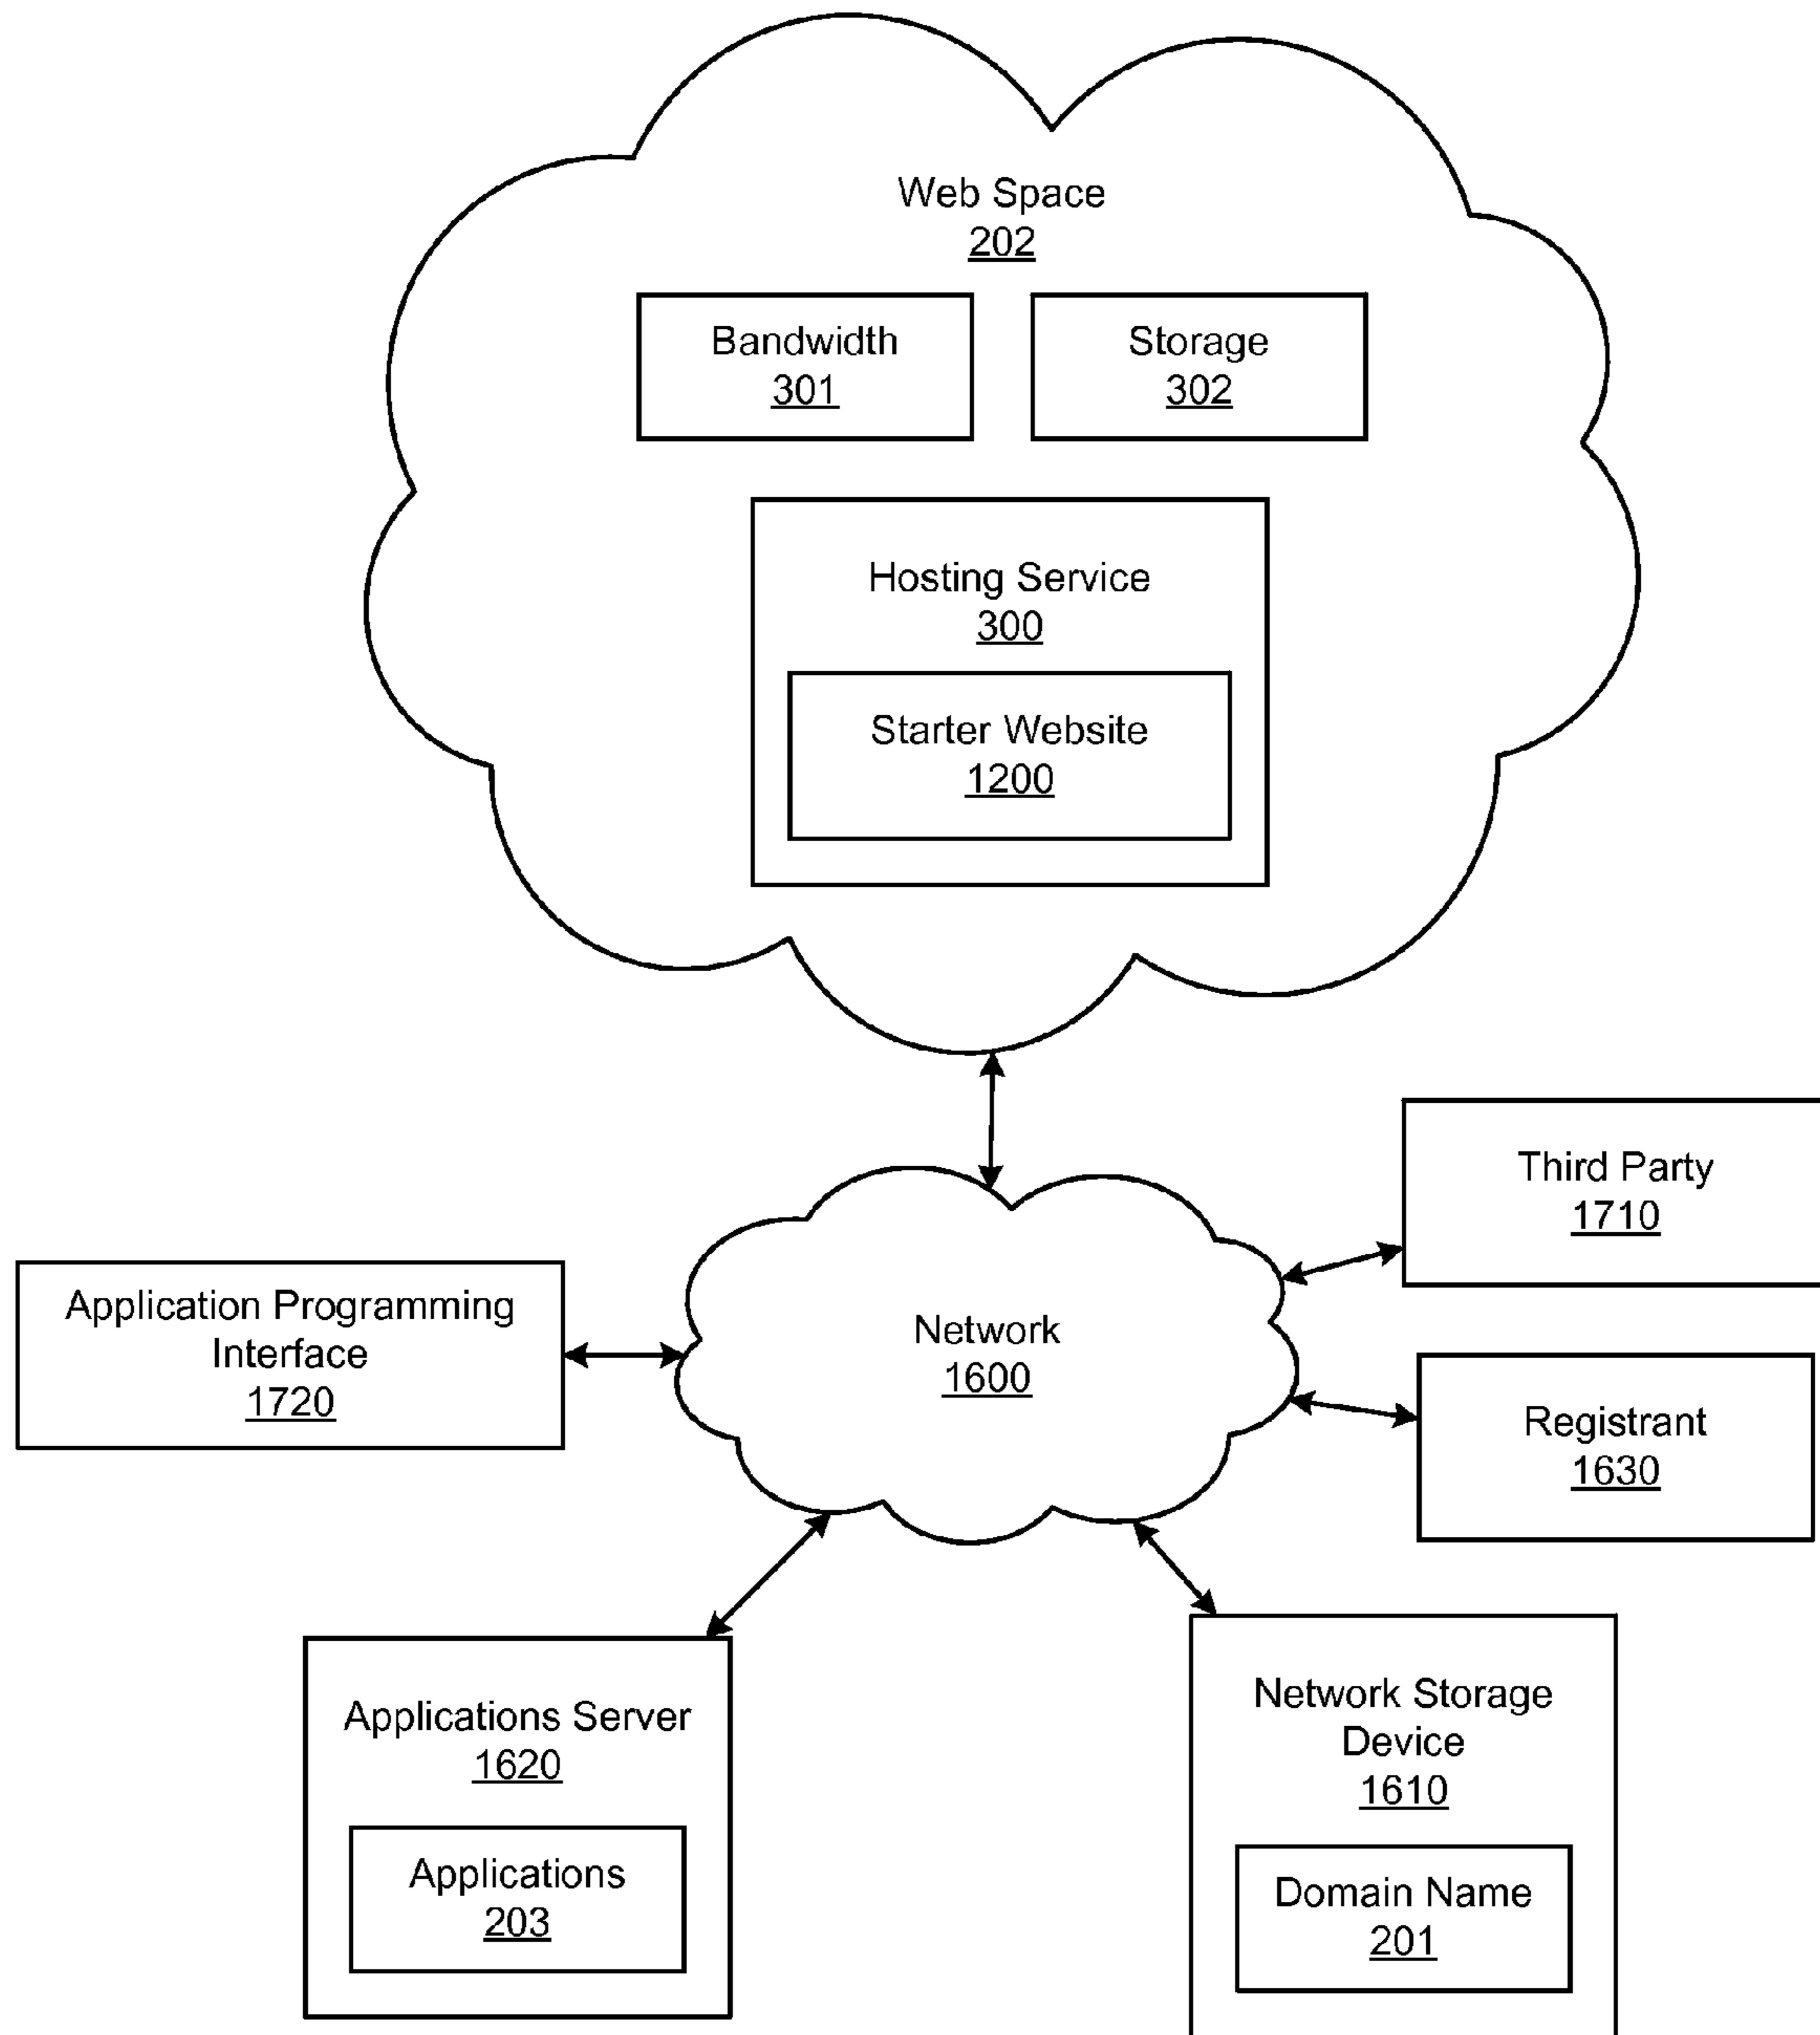 Web Space
202
Bandwidth
301
Storage
302
Hosting Service
300
Starter Website
1200
Third Party
1710
Application Programming
Interface
1720
Network
1600
Registrant
1630
Applications Server
1620
Applications
203
Network Storage
Device
1610
Domain Name
201